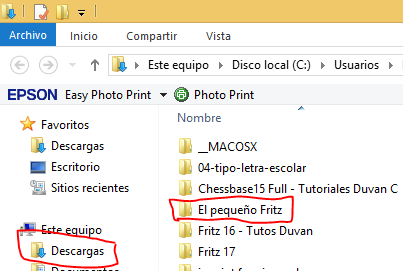 Archivo Inicio Compartir Vista
Este equipo Disco local (C:) Usuarios
EPSON Easy Photo Print Photo Print
Favoritos
Descargas
Escritorio
Sitios recientes
Este equipo
Descargas
Nombre
__MACOSX
04-tipo-letra-escolar
Chessbase15 Full - Tutoriales Duvan C
El pequeño Fritz
Fritz 16 - Tutos Duvan
Fritz 17